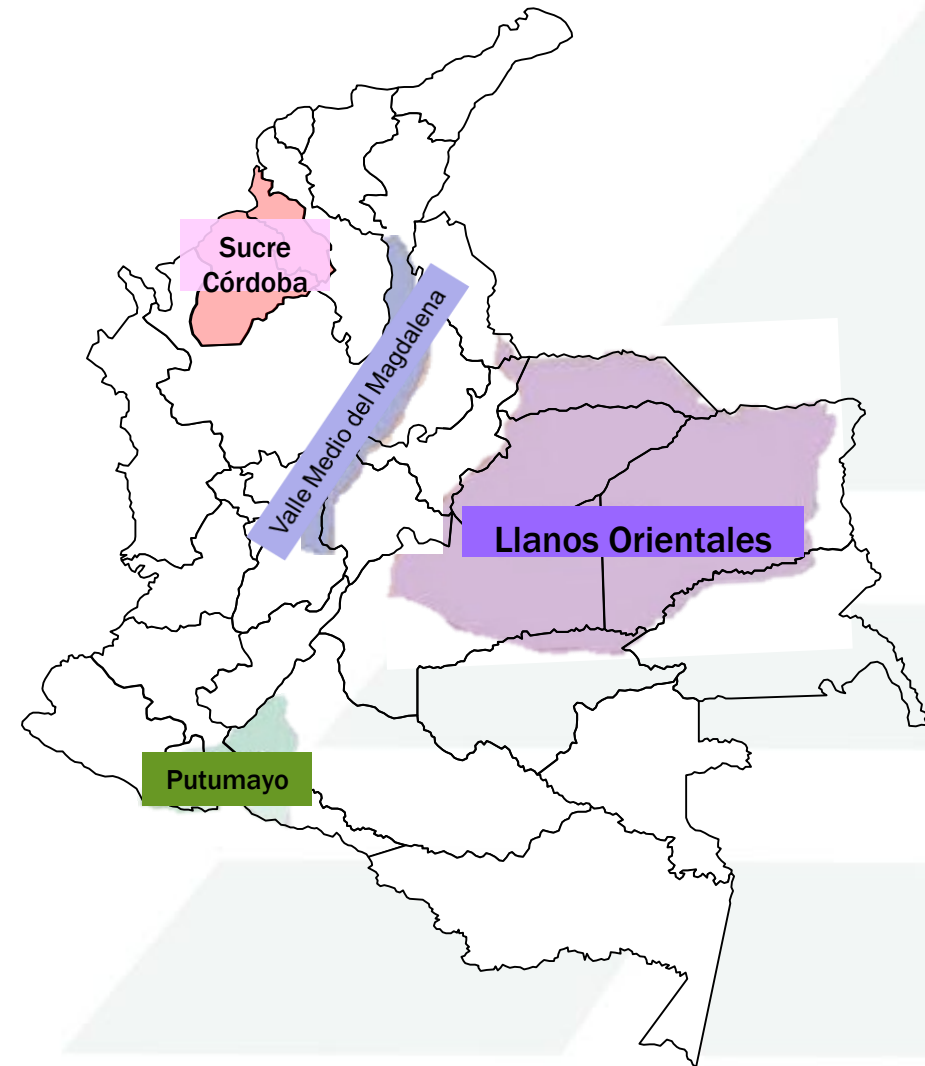 Sucre
Córdoba
Valle Medio del Magdalena
Llanos Orientales
Putumayo